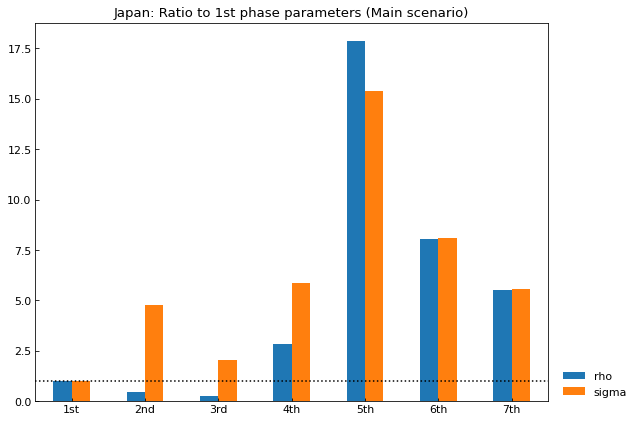 Japan: Ratio to 1st phase parameters (Main scenario)
17.5
15.0
12.5
10.0
7.5
5.0
2.5
0.0
1st 2nd 3rd 4th 5th 6th 7th
rho
sigma